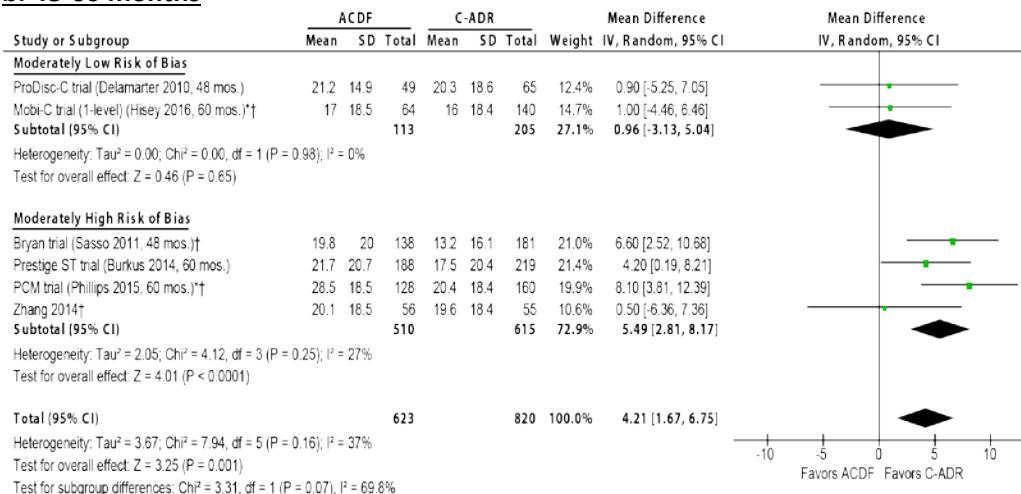 b. 48-60 months
ACDF C-ADR Mean Difference Mean Difference
Study or Subgroup Mean SD Total Mean SD Total Weight IV, Random, 95% CI IV, Random, 95% CI
Moderately Low Risk of Bias
ProDisc-C trial (Delamarter 2010, 48 mos.) 21.2 14.9 49 20.3 18.6 65 12.4% 0.90 [-5.25, 7.05]
Mobi-C trial (1-level) (Hisey 2016, 60 mos.)*† 17 18.5 64 16 18.4 140 14.7% 1.00 [-4.46, 6.46]
Subtotal (95% CI) 113 205 27.1% 0.96 [-3.13, 5.04]
Heterogeneity: Tau² = 0.00; Chi² = 0.00, df = 1 (P = 0.98); I² = 0%
Test for overall effect: Z = 0.46 (P = 0.65)
Moderately High Risk of Bias
Bryan trial (Sasso 2011, 48 mos.)† 19.8 20 138 13.2 16.1 181 21.0% 6.60 [2.52, 10.68]
Prestige ST trial (Burkus 2014, 60 mos.) 21.7 20.7 188 17.5 20.4 219 21.4% 4.20 [0.19, 8.21]
PCM trial (Phillips 2015, 60 mos.)*† 28.5 18.5 128 20.4 18.4 160 19.9% 8.10 [3.81, 12.39]
Zhang 2014† 20.1 18.5 56 19.6 18.4 55 10.6% 0.50 [-6.36, 7.36]
Subtotal (95% CI) 510 615 72.9% 5.49 [2.81, 8.17]
Heterogeneity: Tau² = 2.05; Chi² = 4.12, df = 3 (P = 0.25); I² = 27%
Test for overall effect: Z = 4.01 (P < 0.0001)
Total (95% CI) 623 820 100.0% 4.21 [1.67, 6.75]
Heterogeneity: Tau² = 3.67; Chi² = 7.94, df = 5 (P = 0.16); I² = 37%
Test for overall effect: Z = 3.25 (P = 0.001)
Test for subgroup differences: Chi² = 3.31, df = 1 (P = 0.07), I² = 69.8%
-10 -5 0 5 10
Favors ACDF Favors C-ADR